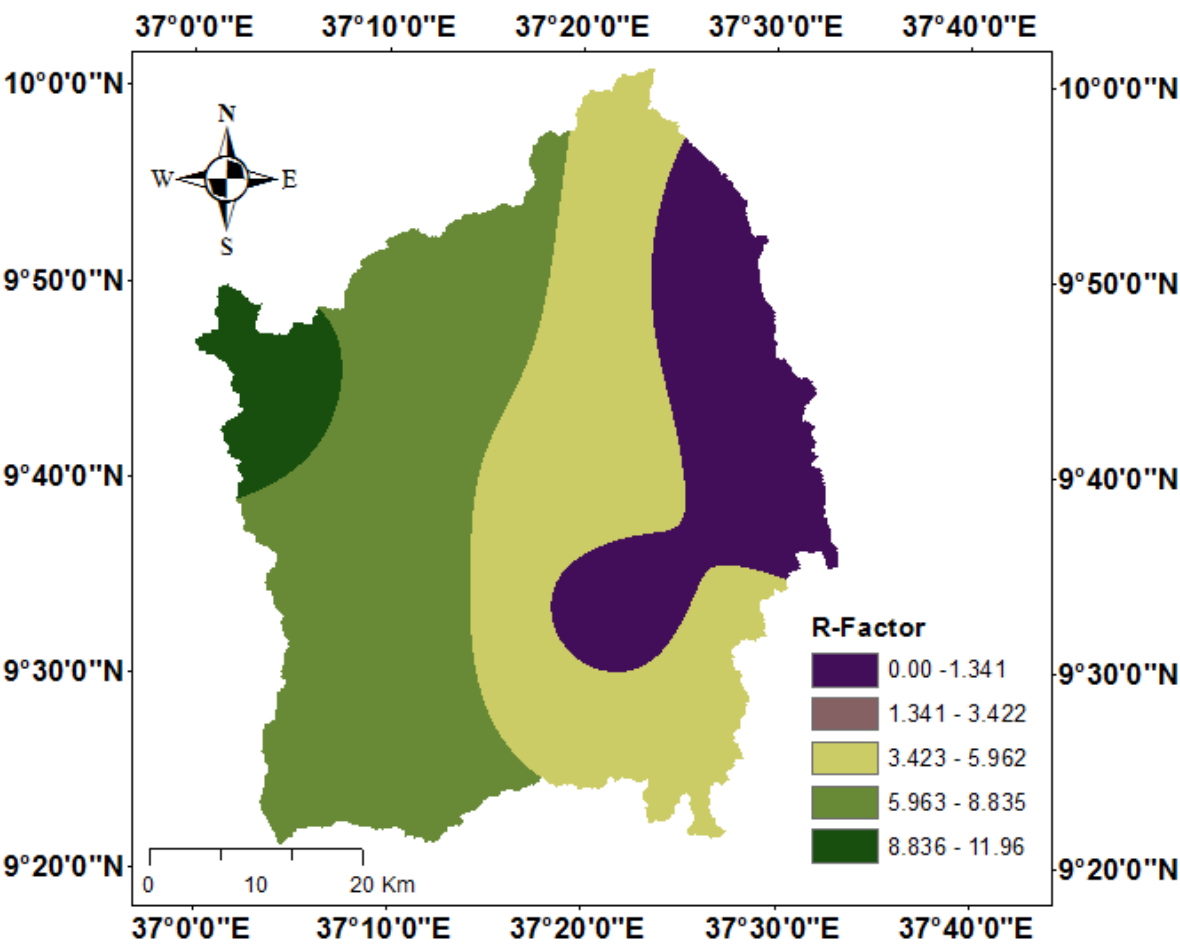 37°0'0"E 37°10'0"E 37°20'0"E 37°30'0"E 37°40'0"E
10°0'0"N 10°0'0"N
N
W E
S
9°50'0"N 9°50'0"N
9°40'0"N 9°40'0"N
R-Factor
0.00 -1.341
9°30'0"N 9°30'0"N
1.341 - 3.422
3.423 - 5.962
5.963 - 8.835
8.836 - 11.96
9°20'0"N 9°20'0"N
0 10 20 Km
37°0'0"E 37°10'0"E 37°20'0"E 37°30'0"E 37°40'0"E